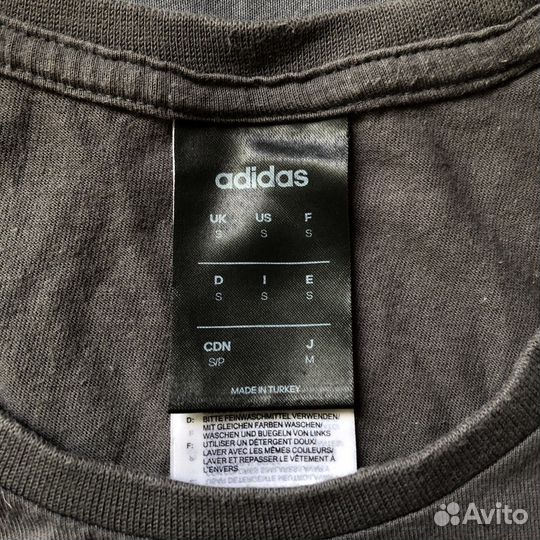 adidas
UK US F
S S S
D I E
S S S
CDN J
S/P M
MADE IN TURKEY
D: BITTE FEINWASCHMITTEL VERWENDEN/
MIT GLEICHEN FARBEN WASCHEN/
WASCHEN UND BUEGELN VON LINKS
F: UTILISER UN DÉTERGENT DOUX/
LAVER AVEC LES MÊMES COULEURS/
LAVER ET REPASSER LE VÊTEMENT À
L'ENVERS
Avito